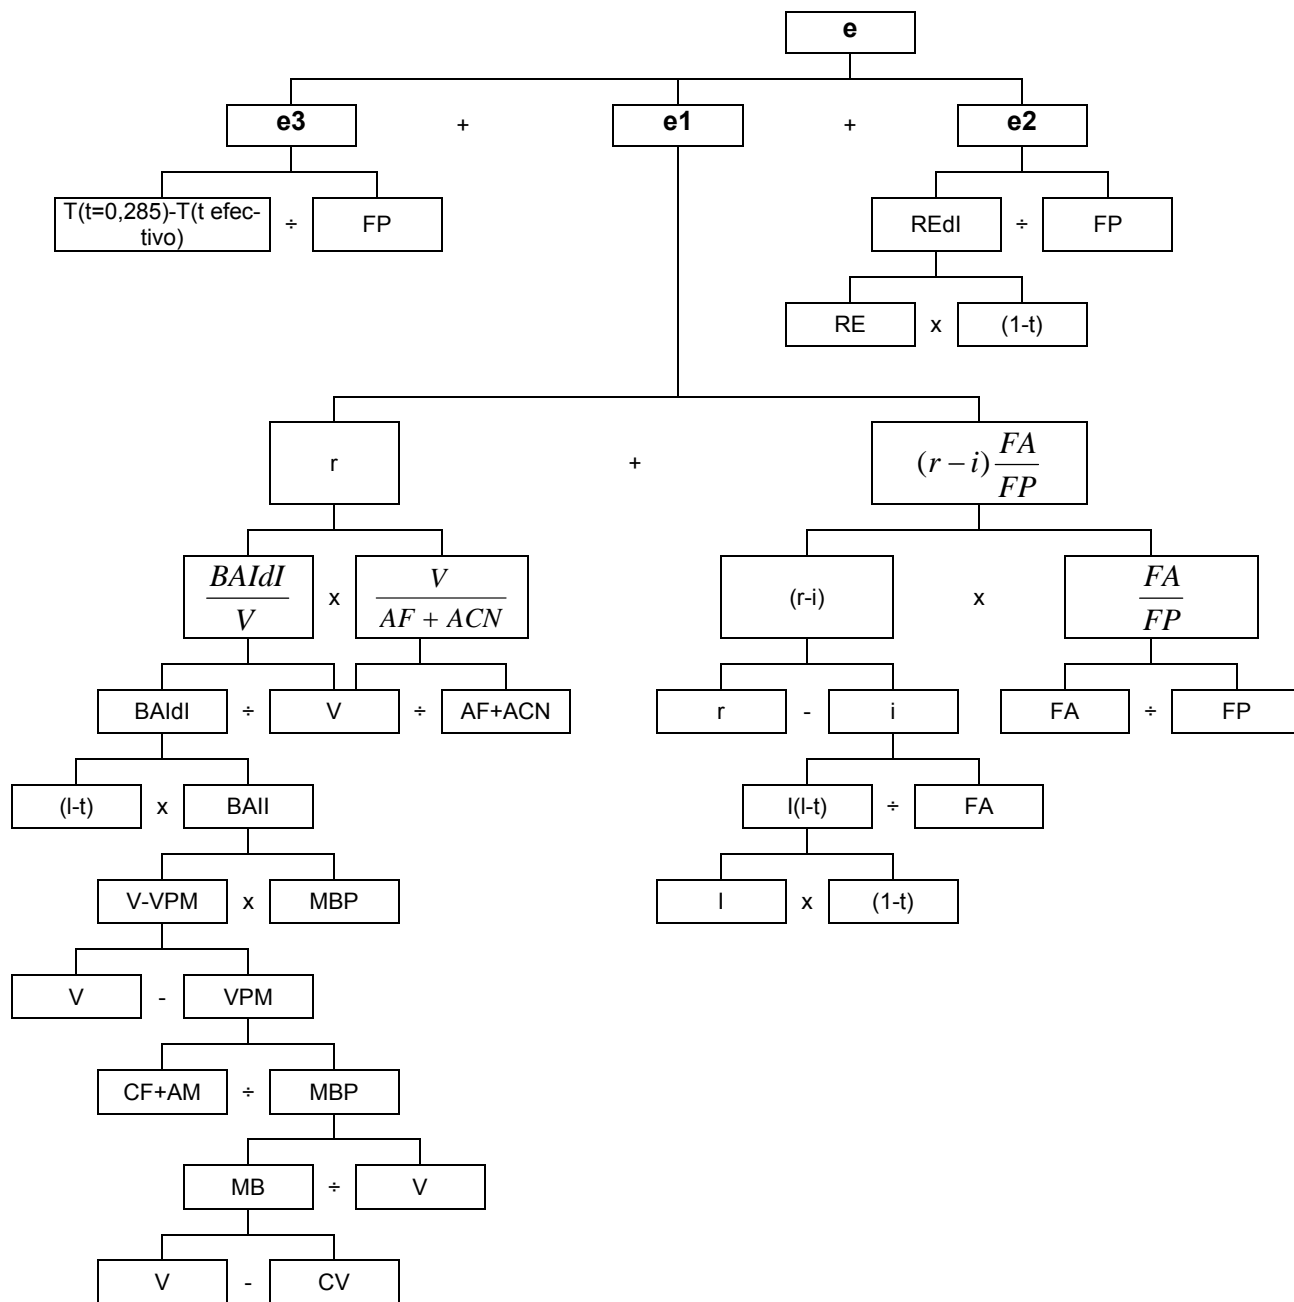 e
e3 + e1 + e2
T(t=0,285)-T(t efec-
tivo) ÷ FP REdI ÷ FP
RE x (1-t)
r + (r – i) FA/FP
BAIdI/V x V/(AF + ACN) (r-i) x FA/FP
BAIdI ÷ V ÷ AF+ACN r - i FA ÷ FP
(l-t) x BAII I(l-t) ÷ FA
V-VPM x MBP I x (1-t)
V - VPM
CF+AM ÷ MBP
MB ÷ V
V - CV